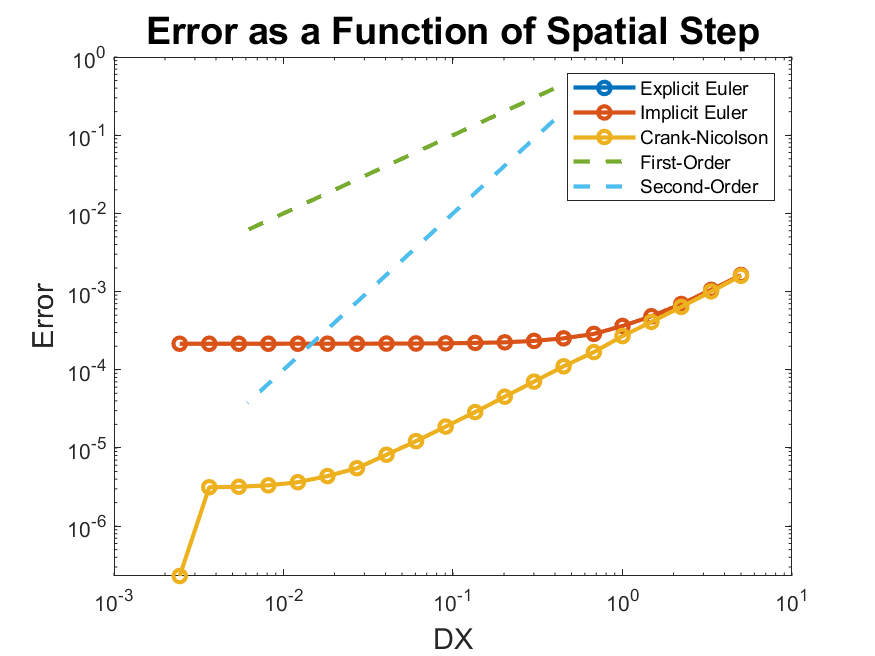 Error as a Function of Spatial Step
10^0
10^-1
10^-2
10^-3
10^-4
10^-5
10^-6
Error
Explicit Euler
Implicit Euler
Crank-Nicolson
First-Order
Second-Order
10^-3 10^-2 10^-1 10^0 10^1
DX